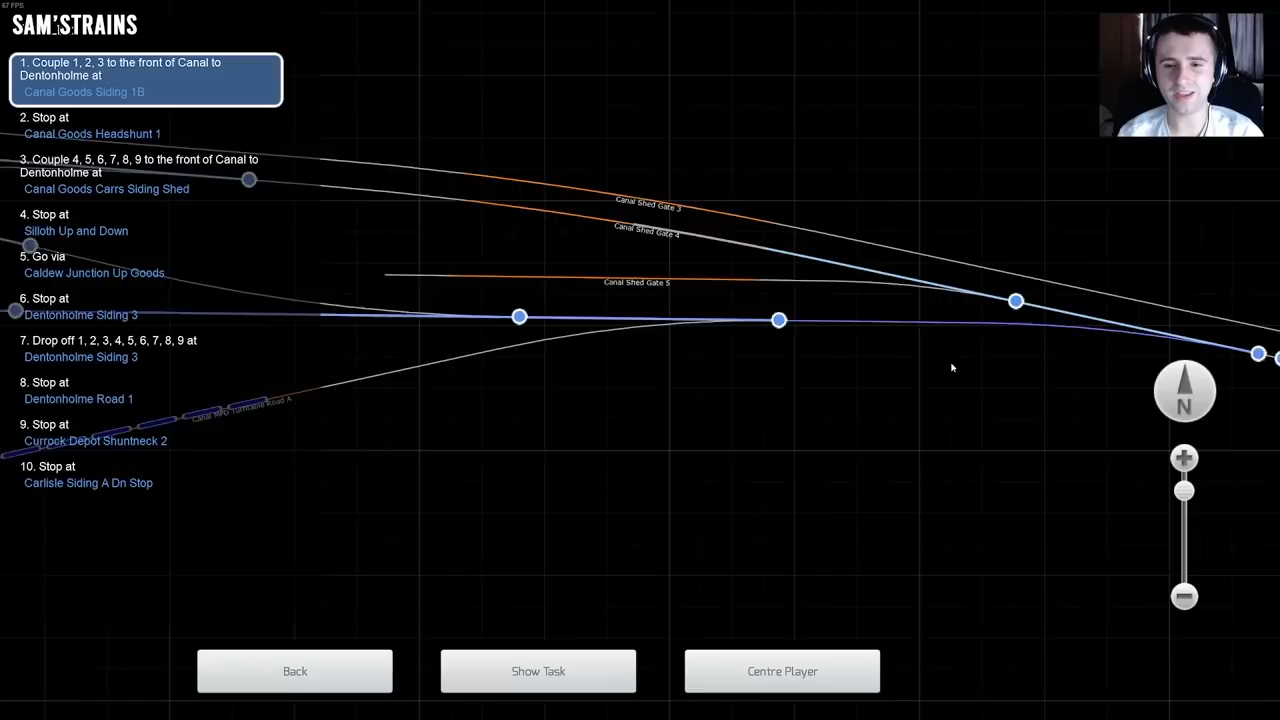 67 FPS
SAM'STRAINS
1. Couple 1, 2, 3 to the front of Canal to
Dentonholme at
Canal Goods Siding 1B
2. Stop at
Canal Goods Headshunt 1
3. Couple 4, 5, 6, 7, 8, 9 to the front of Canal to
Dentonholme at
Canal Goods Carrs Siding Shed
4. Stop at
Silloth Up and Down
5. Go via
Caldew Junction Up Goods
6. Stop at
Dentonholme Siding 3
7. Drop off 1, 2, 3, 4, 5, 6, 7, 8, 9 at
Dentonholme Siding 3
8. Stop at
Dentonholme Road 1
9. Stop at
Currock Depot Shuntneck 2
10. Stop at
Carlisle Siding A Dn Stop
Canal Shed Gate 3
Canal Shed Gate 4
Canal Shed Gate 5
Canal MPD Turntable Road A
N
Back
Show Task
Centre Player